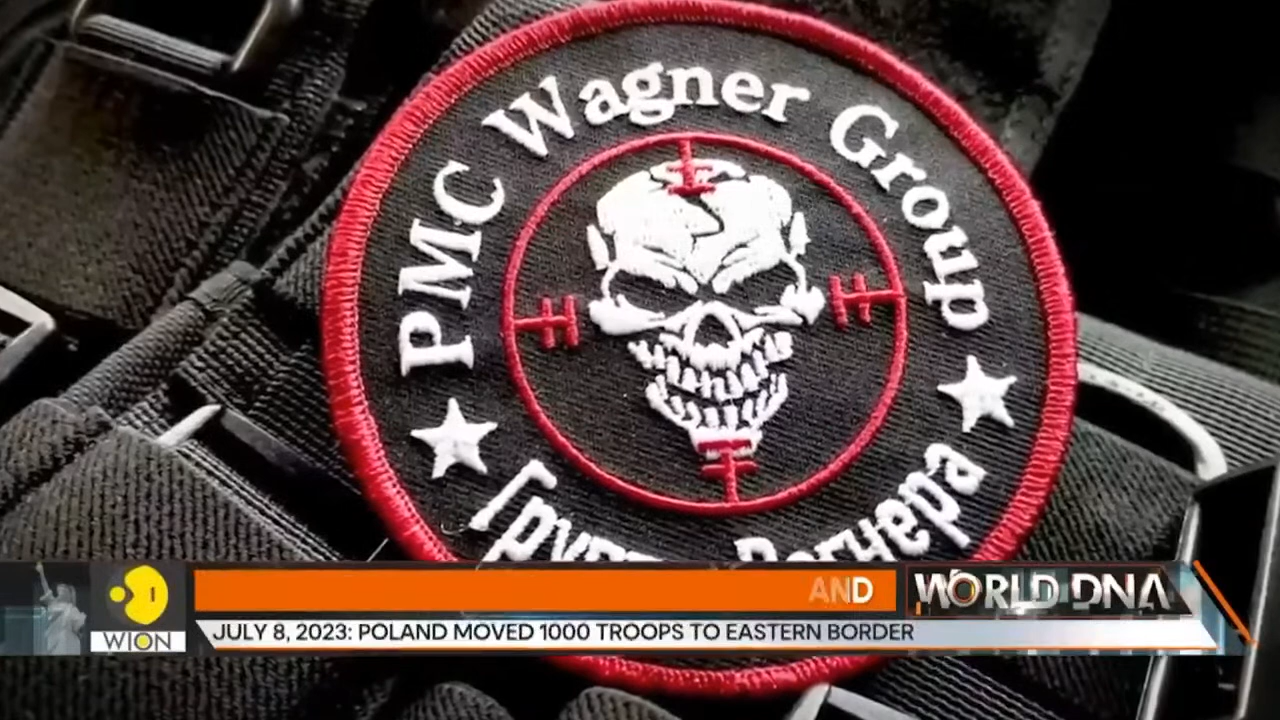 PMC Wagner Group
AND
WORLD DNA
WION
JULY 8, 2023: POLAND MOVED 1000 TROOPS TO EASTERN BORDER